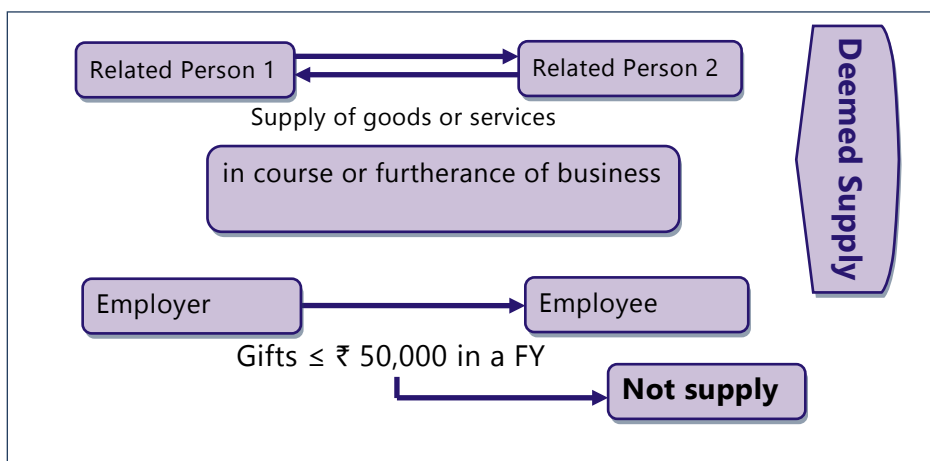 Related Person 1
Related Person 2
Supply of goods or services
in course or furtherance of business
Deemed Supply
Employer
Employee
Gifts ≤ ₹ 50,000 in a FY
Not supply